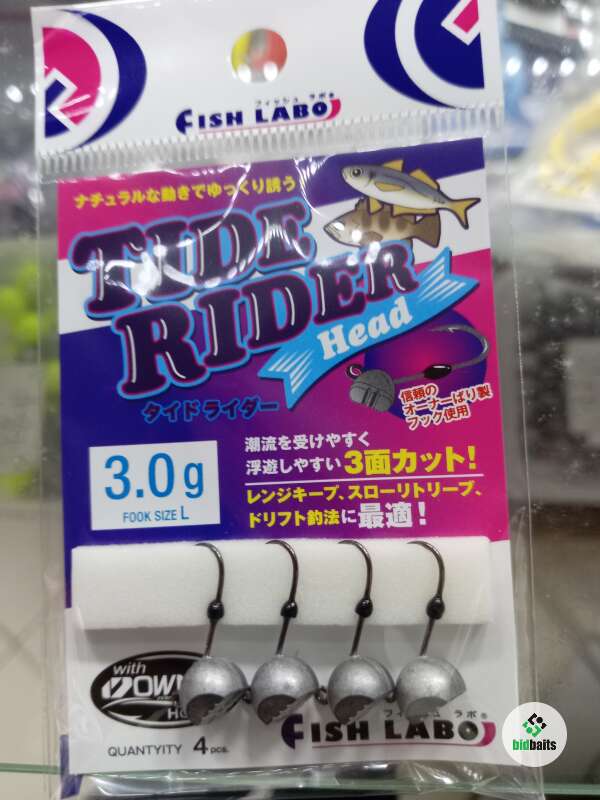 フィッシュ ラボ®
FISH LABO
ナチュラルな動きでゆっくり誘う
TIDE
RIDER
Head
タイドライダー
信頼の
オーナーばり製
フック使用
3.0 g
FOOK SIZE L
潮流を受けやすく
浮遊しやすい 3面カット!
レンジキープ、スローリトリーブ、
ドリフト釣法に最適!
with
OWN
QUANTYITY 4 pcs.
フィッシュ ラボ®
FISH LABO
bidbaits